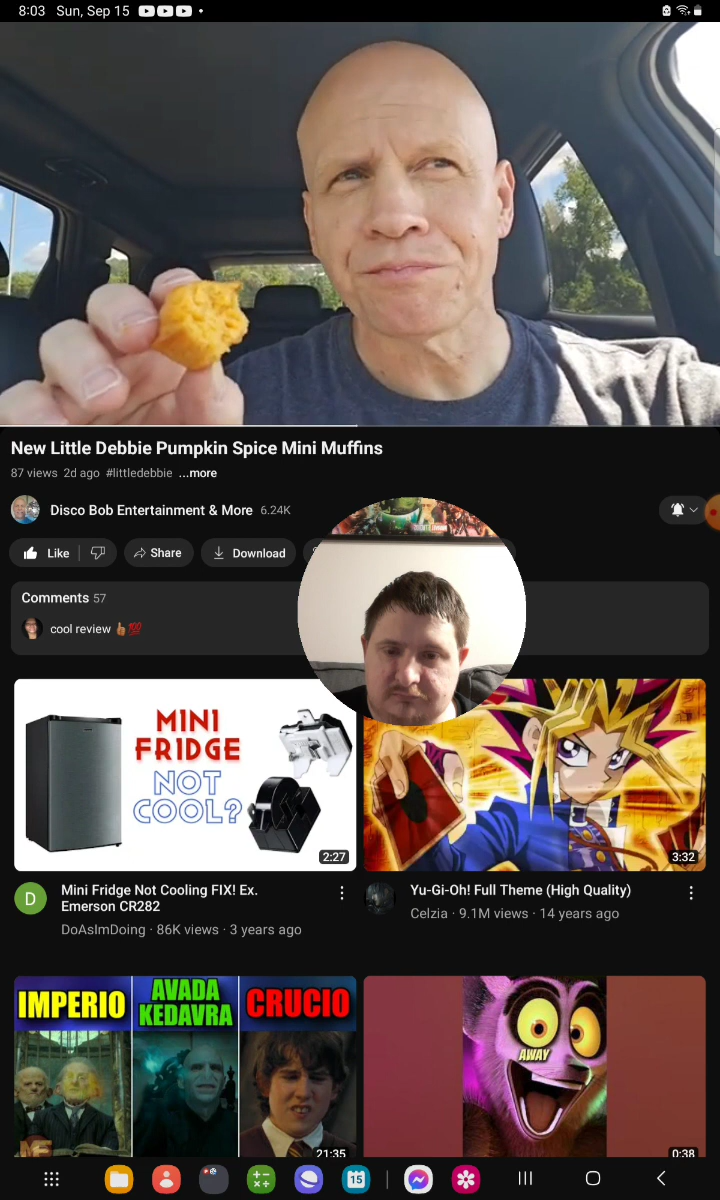 8:03 Sun, Sep 15
New Little Debbie Pumpkin Spice Mini Muffins
87 views 2d ago #littledebbie ...more
Disco Bob Entertainment & More 6.24K
Like
Share
Download
Comments 57
cool review 👍🏾💯
MINI
FRIDGE
NOT
COOL?
2:27
3:32
D
Mini Fridge Not Cooling FIX! Ex.
Emerson CR282
DoAsImDoing · 86K views · 3 years ago
Yu-Gi-Oh! Full Theme (High Quality)
Celzia · 9.1M views · 14 years ago
IMPERIO
AVADA
KEDAVRA
CRUCIO
21:35
AWAY
0:38
15